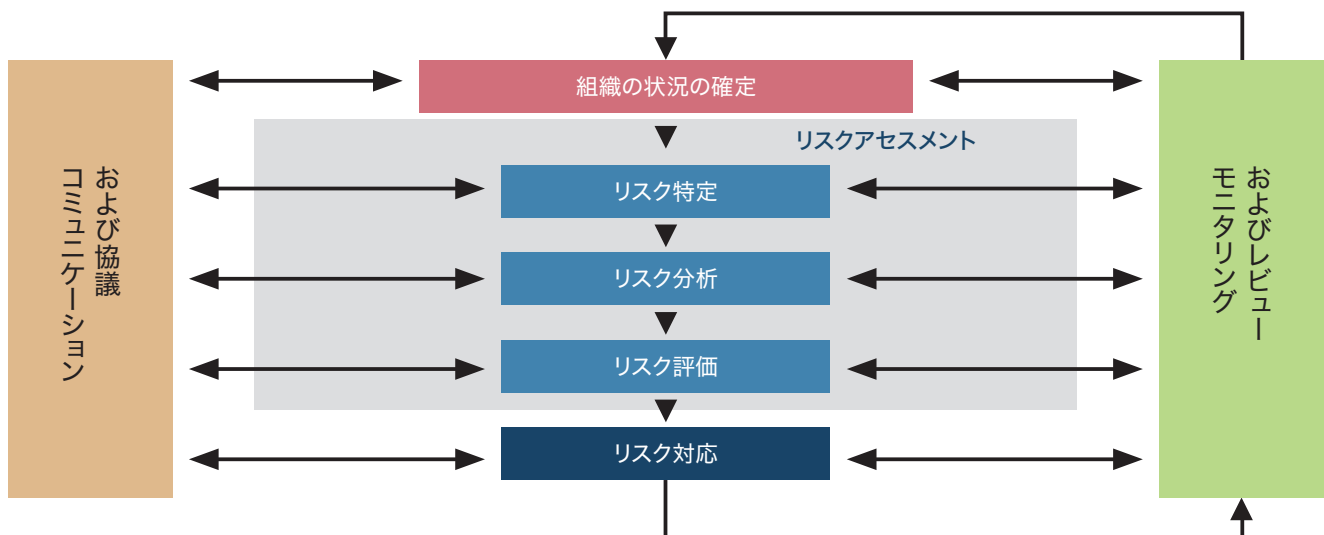 コミュニケーション
および協議
組織の状況の確定
リスクアセスメント
リスク特定
リスク分析
リスク評価
リスク対応
モニタリング
およびレビュー